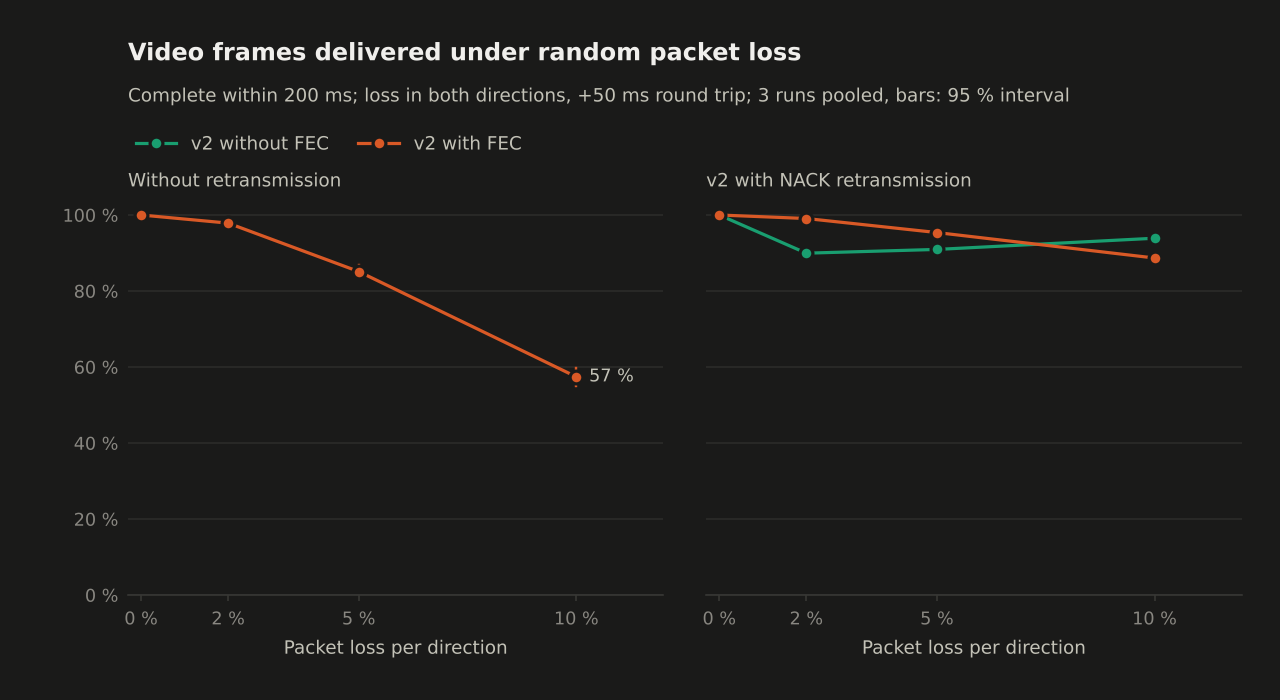 Video frames delivered under random packet loss
Complete within 200 ms; loss in both directions, +50 ms round trip; 3 runs pooled, bars: 95 % interval
v2 without FEC
v2 with FEC
Without retransmission
100 %
80 %
60 %
40 %
20 %
0 %
57 %
0 %
2 %
5 %
10 %
Packet loss per direction
v2 with NACK retransmission
0 %
2 %
5 %
10 %
Packet loss per direction